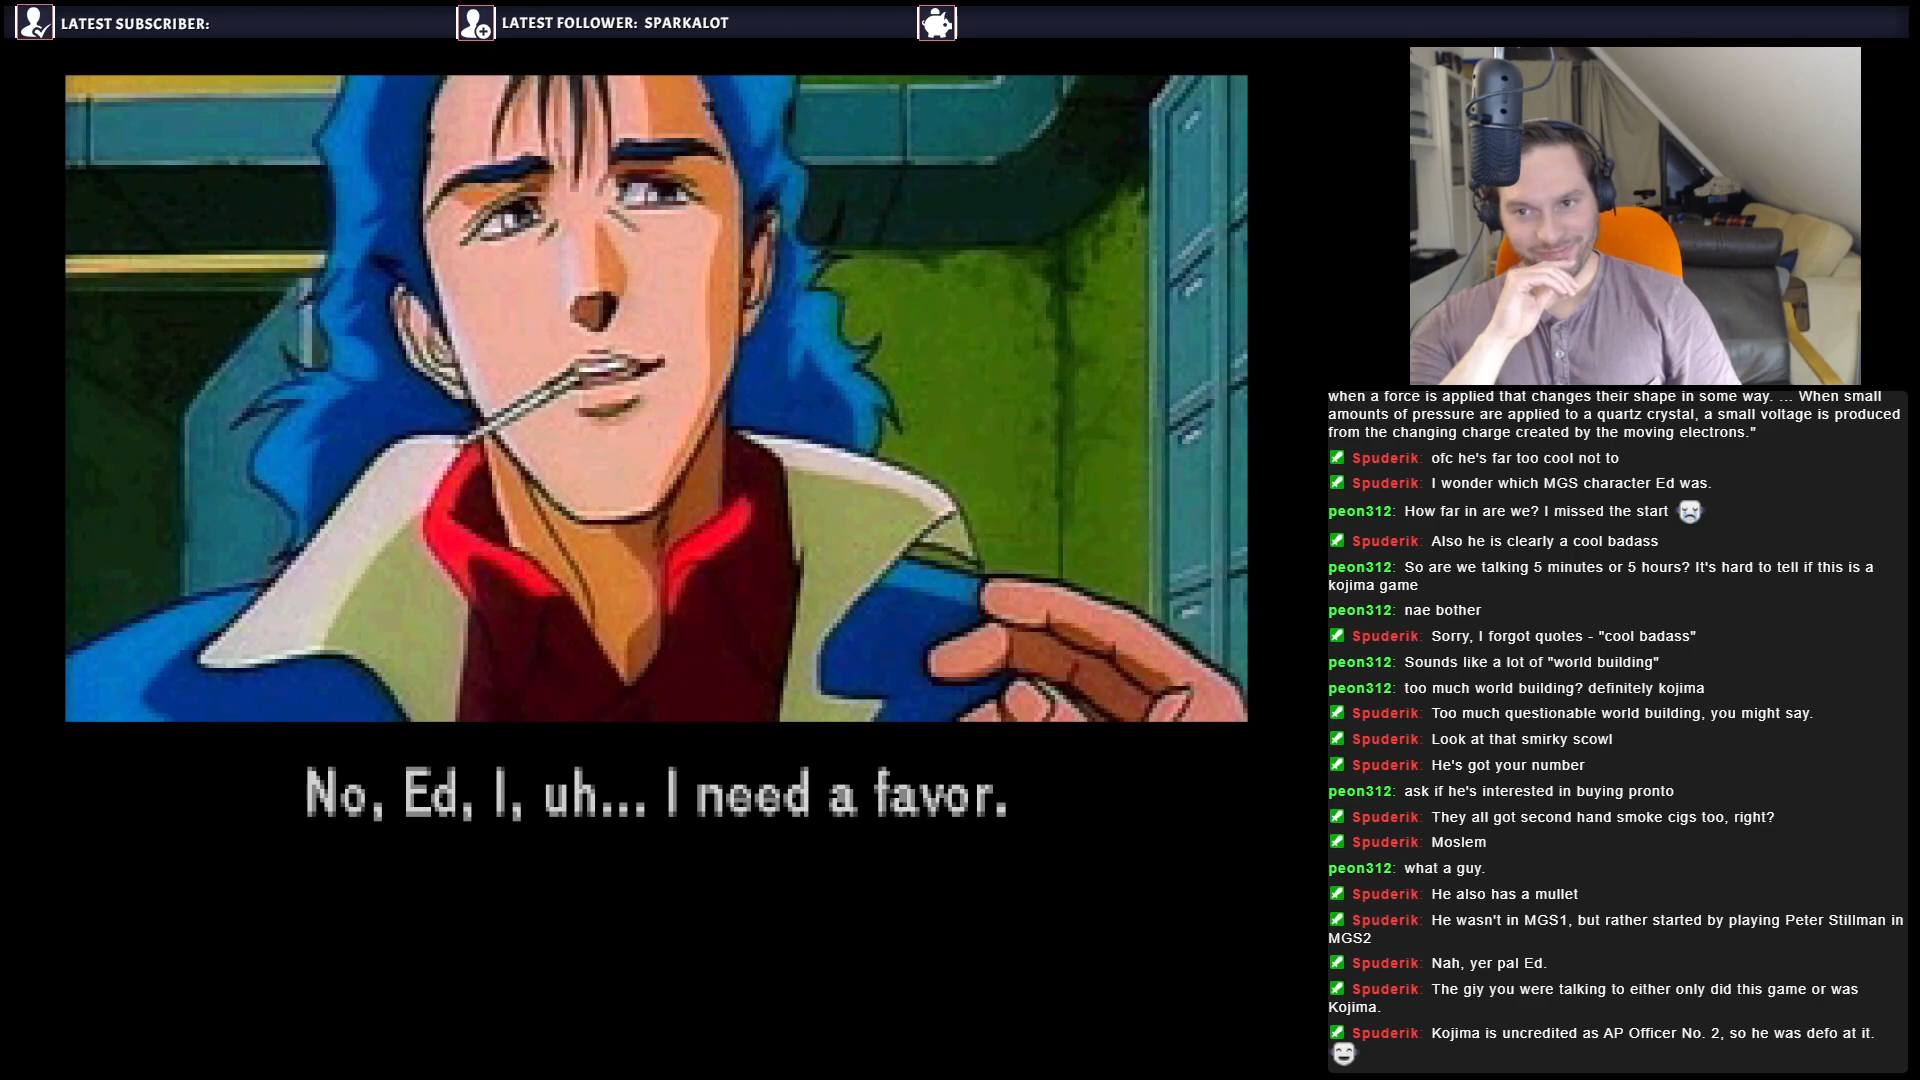 LATEST SUBSCRIBER:
LATEST FOLLOWER: SPARKALOT
No, Ed, I, uh... I need a favor.
when a force is applied that changes their shape in some way. ... When small
amounts of pressure are applied to a quartz crystal, a small voltage is produced
from the changing charge created by the moving electrons."
Spuderik: ofc he's far too cool not to
Spuderik: I wonder which MGS character Ed was.
peon312: How far in are we? I missed the start
Spuderik: Also he is clearly a cool badass
peon312: So are we talking 5 minutes or 5 hours? It's hard to tell if this is a
kojima game
peon312: nae bother
Spuderik: Sorry, I forgot quotes - "cool badass"
peon312: Sounds like a lot of "world building"
peon312: too much world building? definitely kojima
Spuderik: Too much questionable world building, you might say.
Spuderik: Look at that smirky scowl
Spuderik: He's got your number
peon312: ask if he's interested in buying pronto
Spuderik: They all got second hand smoke cigs too, right?
Spuderik: Moslem
peon312: what a guy.
Spuderik: He also has a mullet
Spuderik: He wasn't in MGS1, but rather started by playing Peter Stillman in
MGS2
Spuderik: Nah, yer pal Ed.
Spuderik: The giy you were talking to either only did this game or was
Kojima.
Spuderik: Kojima is uncredited as AP Officer No. 2, so he was defo at it.